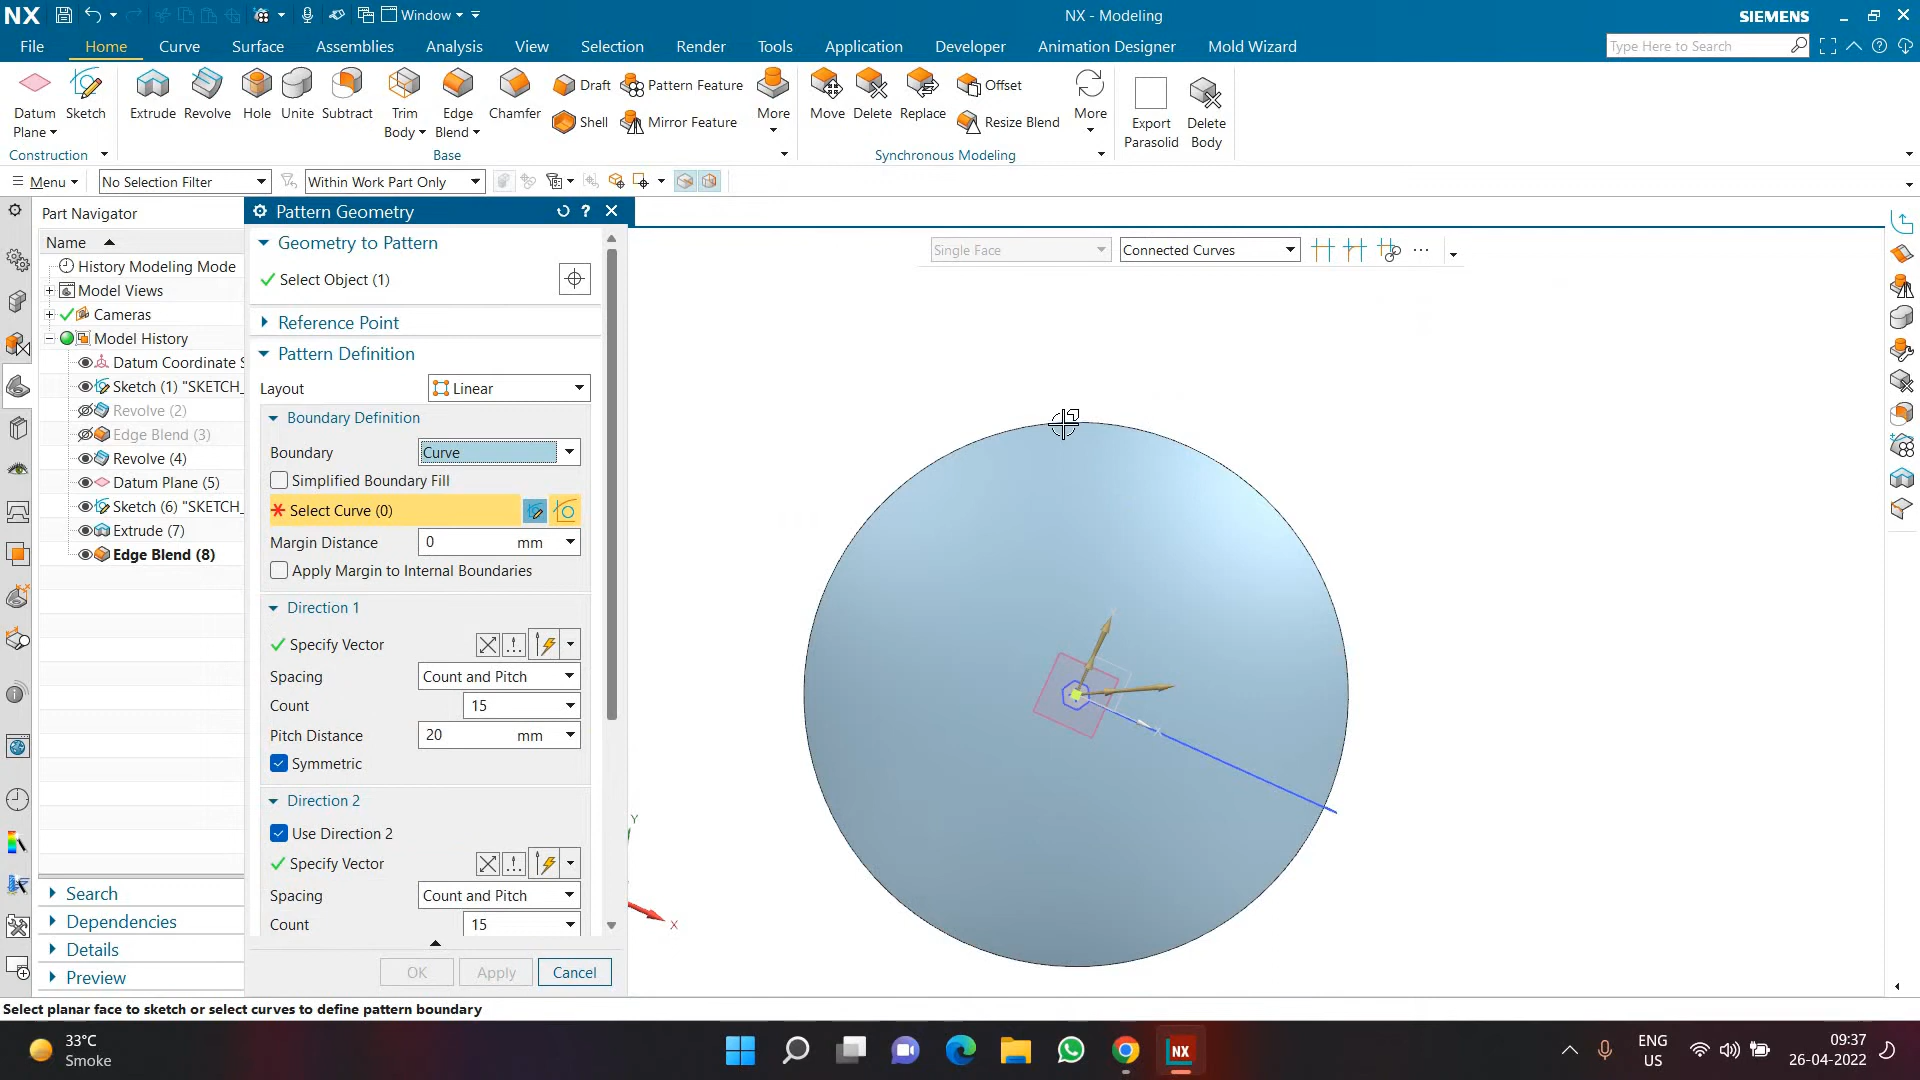 NX
Window
NX - Modeling
SIEMENS
File
Home
Curve
Surface
Assemblies
Analysis
View
Selection
Render
Tools
Application
Developer
Animation Designer
Mold Wizard
Type Here to Search
Datum Plane
Sketch
Extrude
Revolve
Hole
Unite
Subtract
Trim Body
Edge Blend
Chamfer
Draft
Shell
Pattern Feature
Mirror Feature
More
Move
Delete
Replace
Offset
Resize Blend
More
Export Parasolid
Delete Body
Construction
Base
Synchronous Modeling
Menu
No Selection Filter
Within Work Part Only
Part Navigator
Name
History Modeling Mode
Model Views
Cameras
Model History
Datum Coordinate S
Sketch (1) "SKETCH_
Revolve (2)
Edge Blend (3)
Revolve (4)
Datum Plane (5)
Sketch (6) "SKETCH_
Extrude (7)
Edge Blend (8)
Search
Dependencies
Details
Preview
Pattern Geometry
Geometry to Pattern
Select Object (1)
Reference Point
Pattern Definition
Layout
Linear
Boundary Definition
Boundary
Curve
Simplified Boundary Fill
Select Curve (0)
Margin Distance
0 mm
Apply Margin to Internal Boundaries
Direction 1
Specify Vector
Spacing
Count and Pitch
Count
15
Pitch Distance
20 mm
Symmetric
Direction 2
Use Direction 2
Specify Vector
Spacing
Count and Pitch
Count
15
OK
Apply
Cancel
Single Face
Connected Curves
Y
X
Select planar face to sketch or select curves to define pattern boundary
33°C
Smoke
NX
ENG
US
09:37
26-04-2022